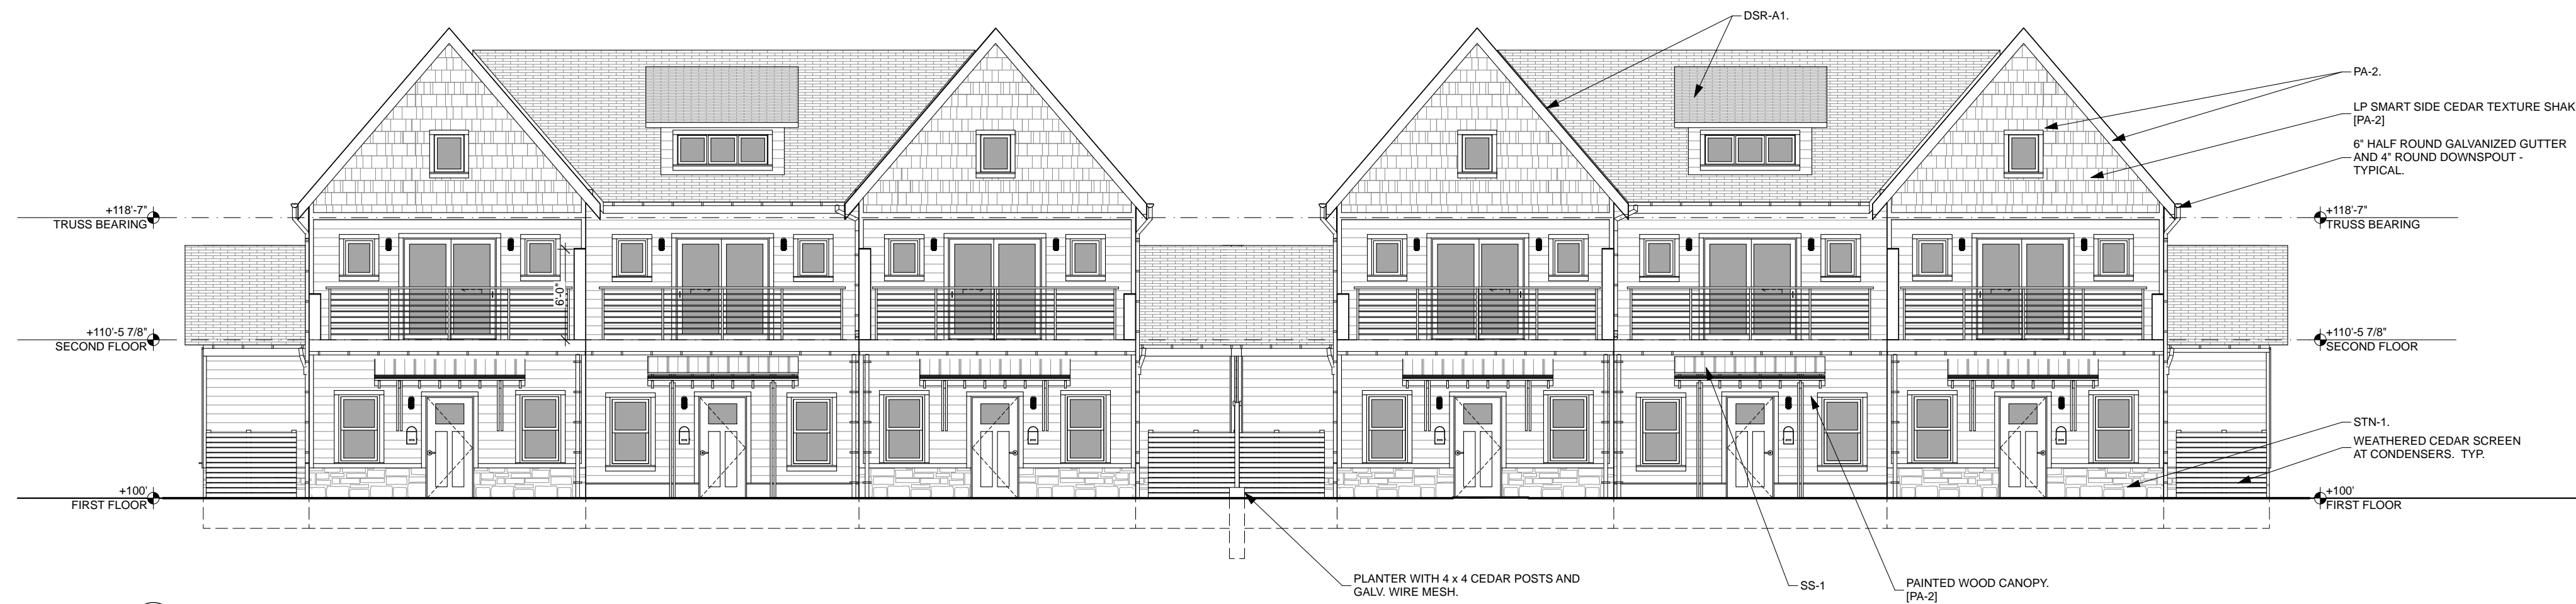 DSR-A1.
PA-2.
LP SMART SIDE CEDAR TEXTURE SHAK
[PA-2]
6" HALF ROUND GALVANIZED GUTTER
AND 4" ROUND DOWNSPOUT -
TYPICAL.
+118'-7"
TRUSS BEARING
+118'-7"
TRUSS BEARING
6'-0"
+110'-5 7/8"
SECOND FLOOR
+110'-5 7/8"
SECOND FLOOR
STN-1.
WEATHERED CEDAR SCREEN
AT CONDENSERS. TYP.
+100'
FIRST FLOOR
+100'
FIRST FLOOR
PLANTER WITH 4 x 4 CEDAR POSTS AND
GALV. WIRE MESH.
SS-1
PAINTED WOOD CANOPY.
[PA-2]